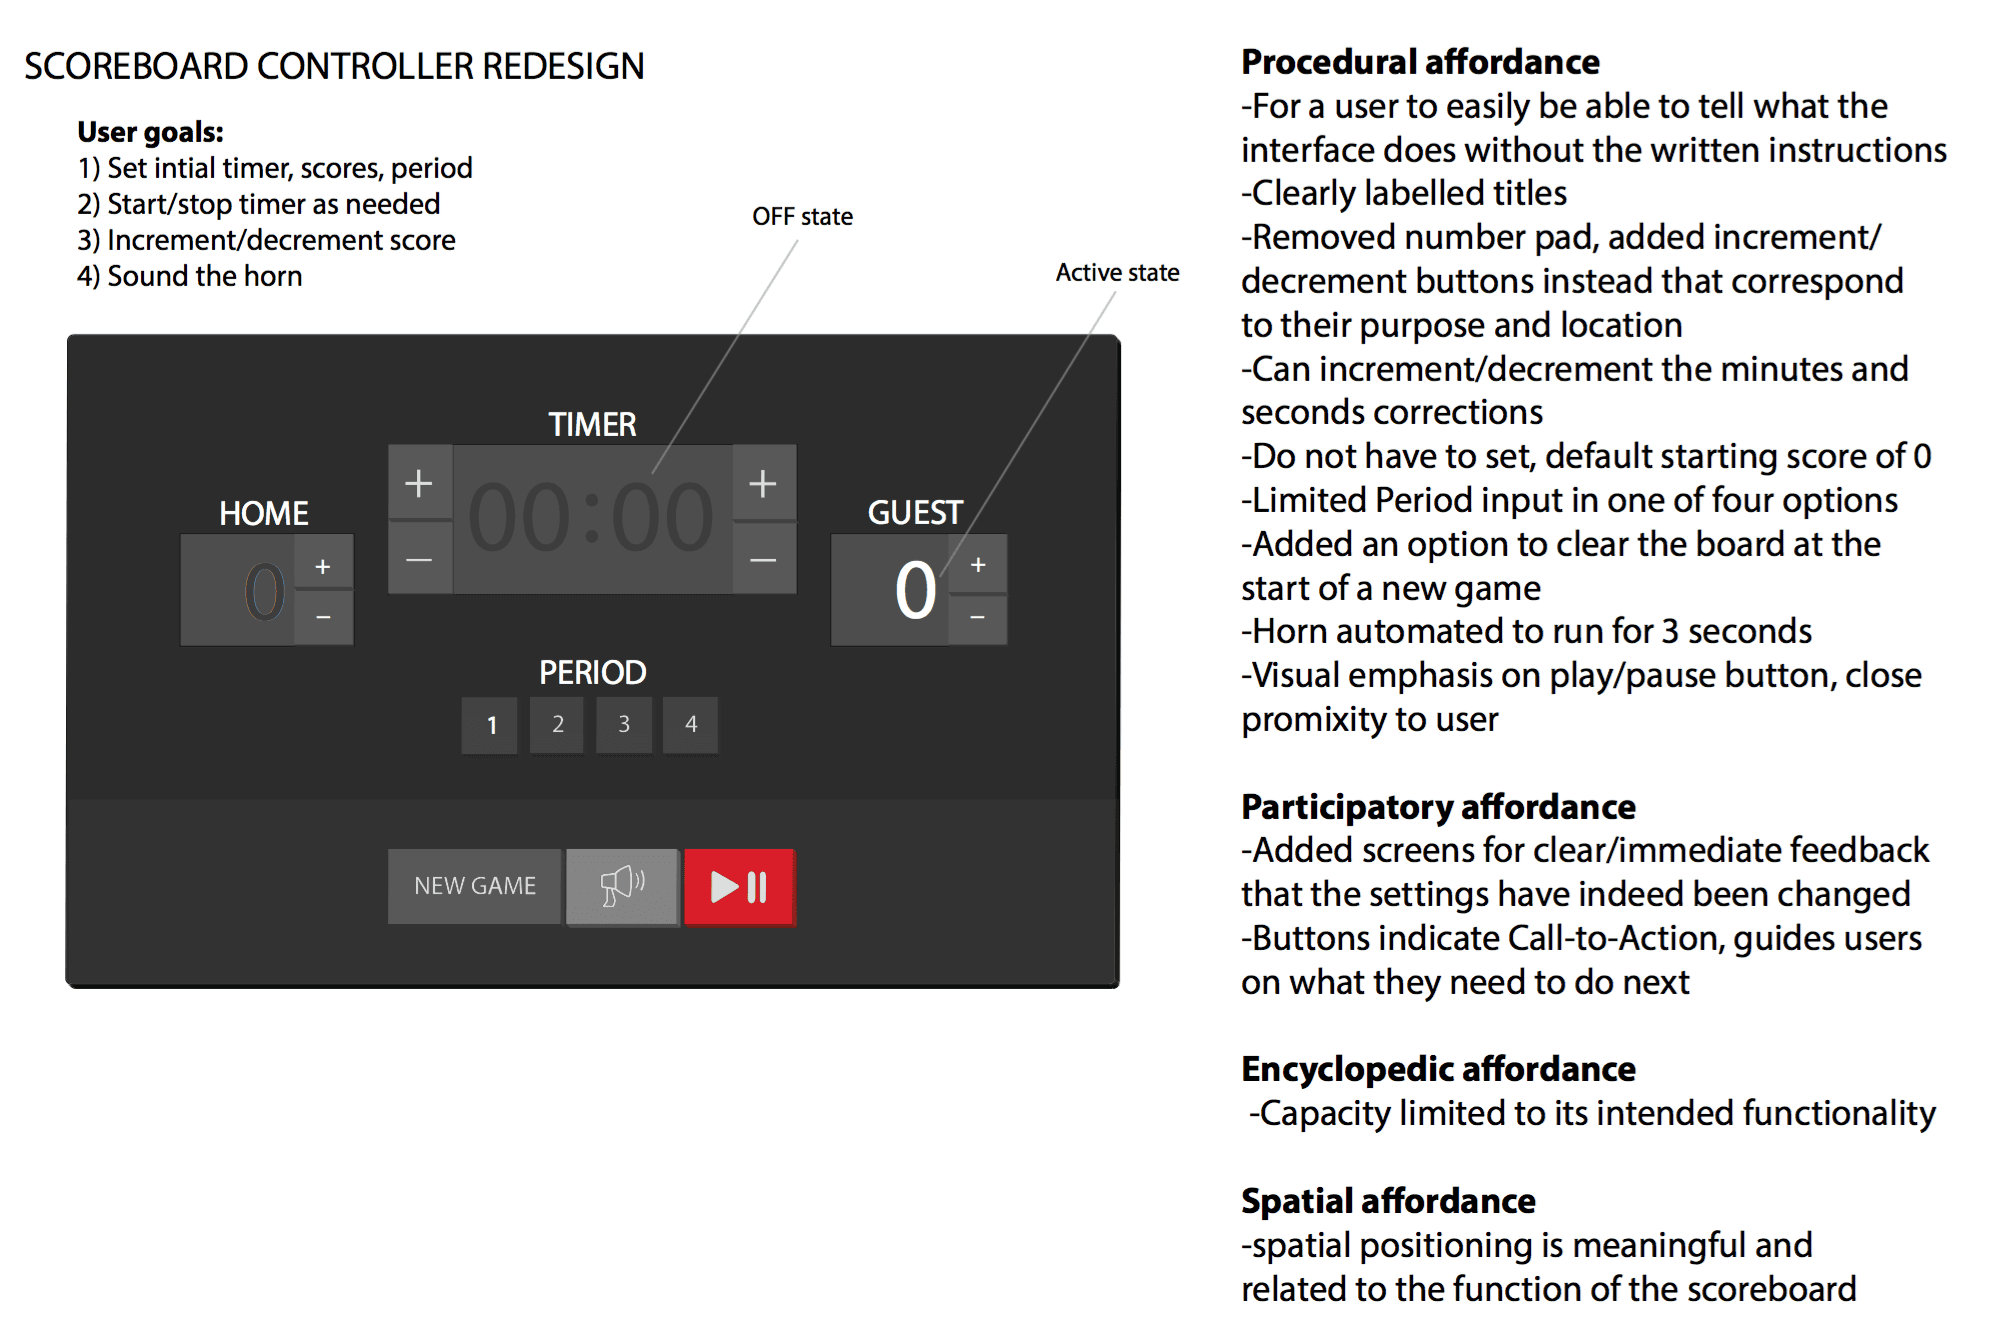 SCOREBOARD CONTROLLER REDESIGN
User goals:
1) Set intial timer, scores, period
2) Start/stop timer as needed
3) Increment/decrement score
4) Sound the horn
OFF state
Active state
TIMER
+ 00:00 +
− −
HOME
0 +
−
GUEST
0 +
−
PERIOD
1 2 3 4
NEW GAME
Procedural affordance
-For a user to easily be able to tell what the
interface does without the written instructions
-Clearly labelled titles
-Removed number pad, added increment/
decrement buttons instead that correspond
to their purpose and location
-Can increment/decrement the minutes and
seconds corrections
-Do not have to set, default starting score of 0
-Limited Period input in one of four options
-Added an option to clear the board at the
start of a new game
-Horn automated to run for 3 seconds
-Visual emphasis on play/pause button, close
promixity to user
Participatory affordance
-Added screens for clear/immediate feedback
that the settings have indeed been changed
-Buttons indicate Call-to-Action, guides users
on what they need to do next
Encyclopedic affordance
-Capacity limited to its intended functionality
Spatial affordance
-spatial positioning is meaningful and
related to the function of the scoreboard